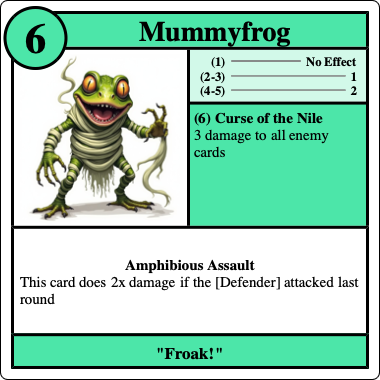 6
Mummyfrog
(1) No Effect
(2-3) 1
(4-5) 2
(6) Curse of the Nile
3 damage to all enemy
cards
Amphibious Assault
This card does 2x damage if the [Defender] attacked last
round
"Froak!"